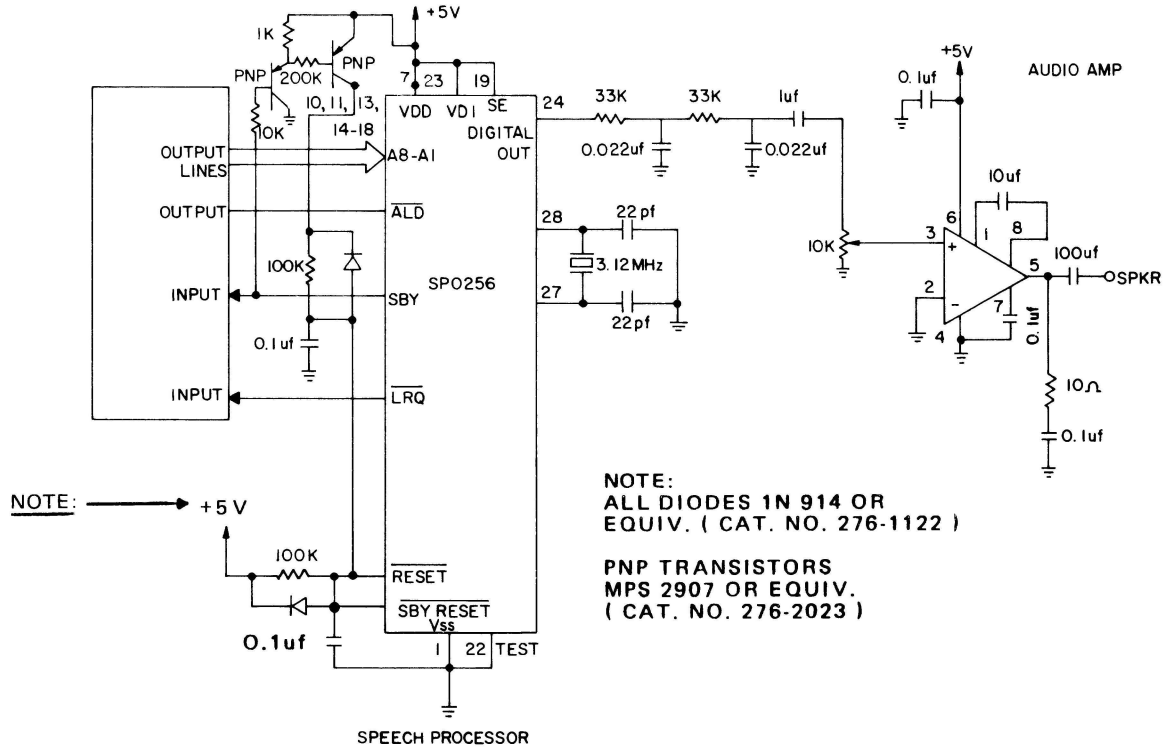 +5V
1K
PNP
PNP
200K
10K
7
23
19
10, 11, 13,
14-18
VDD
VDI
SE
24
DIGITAL
OUT
33K
33K
1uf
0.022uf
0.022uf
+5V
0.1uf
AUDIO AMP
OUTPUT
LINES
A8-A1
OUTPUT
ALD
INPUT
SBY
100K
0.1uf
SPO256
28
27
22pf
3.12MHz
22pf
10K
10uf
6
1
8
3
+
5
100uf
SPKR
2
-
7
4
0.1uf
10Ω
0.1uf
INPUT
LRQ
NOTE:
+5V
100K
RESET
SBY RESET
Vss
0.1uf
1
22
TEST
SPEECH PROCESSOR
NOTE:
ALL DIODES 1N 914 OR
EQUIV. ( CAT. NO. 276-1122 )
PNP TRANSISTORS
MPS 2907 OR EQUIV.
( CAT. NO. 276-2023 )